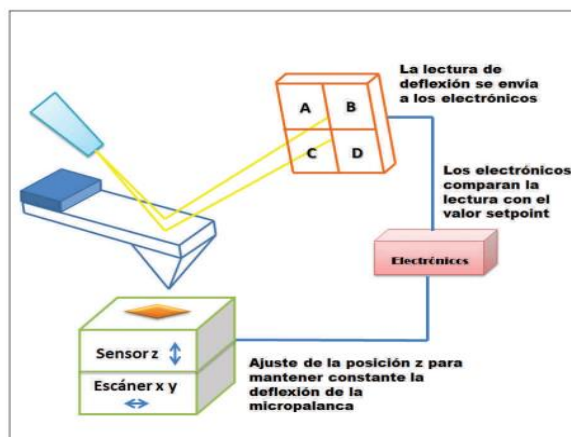 La lectura de
deflexión se envía
a los electrónicos
A B
C D
Los electrónicos
comparan la
lectura con el
valor setpoint
Electrónicos
Sensor z
Escáner x y
Ajuste de la posición z para
mantener constante la
deflexión de la
micropalanca